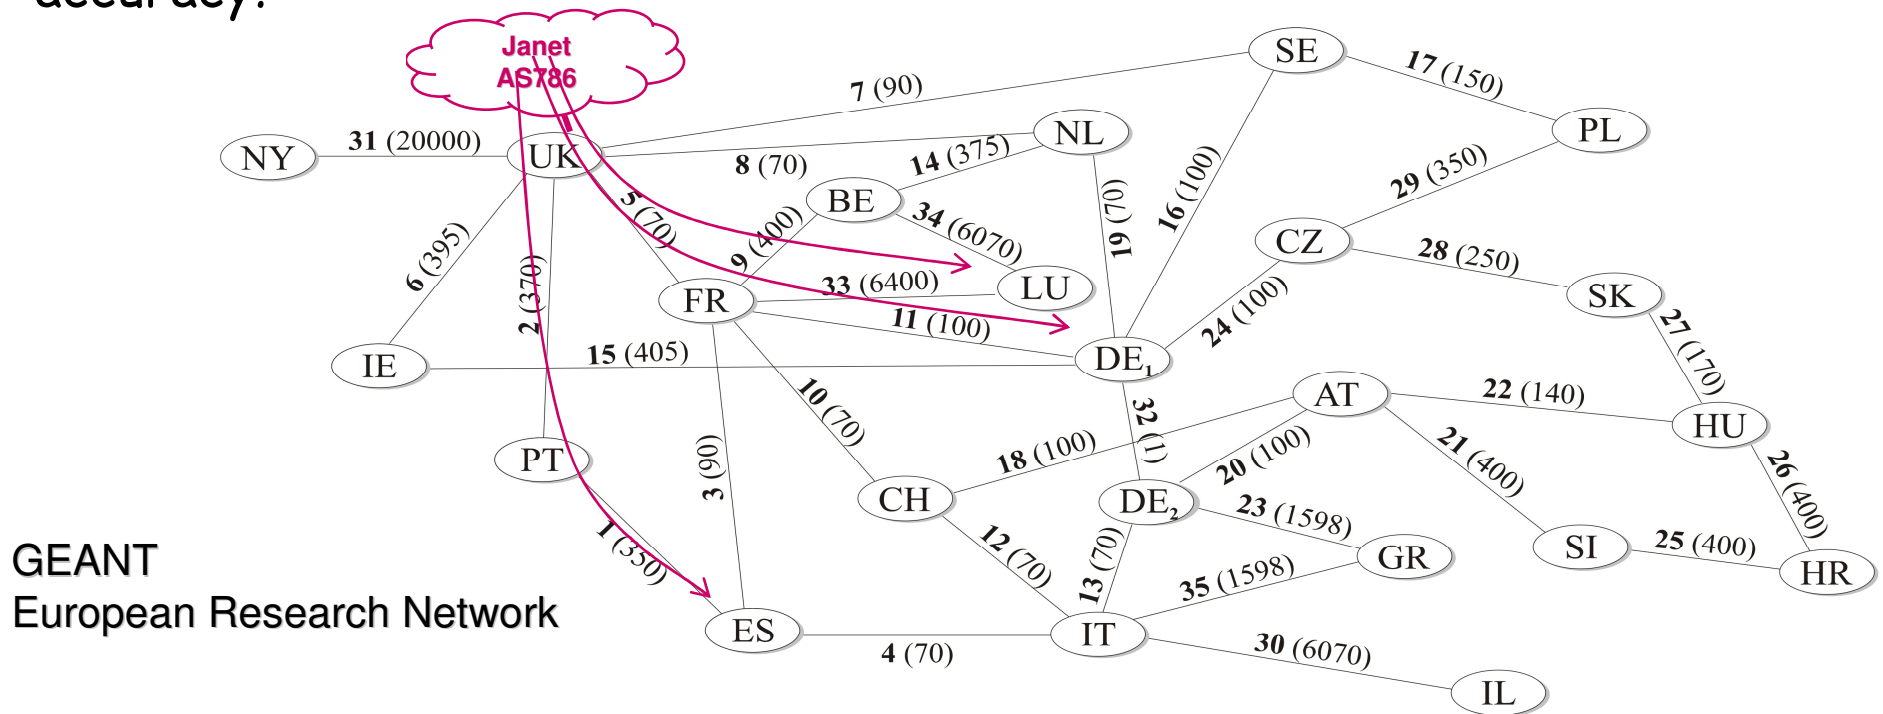 accuracy?
Janet
AS786
SE
17 (150)
7 (90)
NL
PL
NY
31 (20000)
UK
8 (70)
14 (375)
16 (100)
29 (350)
BE
5 (70)
19 (70)
34 (6070)
9 (400)
CZ
28 (250)
6 (395)
2 (370)
FR
33 (6400)
LU
SK
11 (100)
24 (100)
27 (170)
IE
15 (405)
DE1
10 (70)
32 (1)
AT
22 (140)
HU
3 (90)
18 (100)
20 (100)
21 (400)
26 (400)
PT
CH
DE2
23 (1598)
1 (350)
12 (70)
13 (70)
35 (1598)
GR
SI
25 (400)
HR
GEANT
European Research Network
ES
4 (70)
IT
30 (6070)
IL